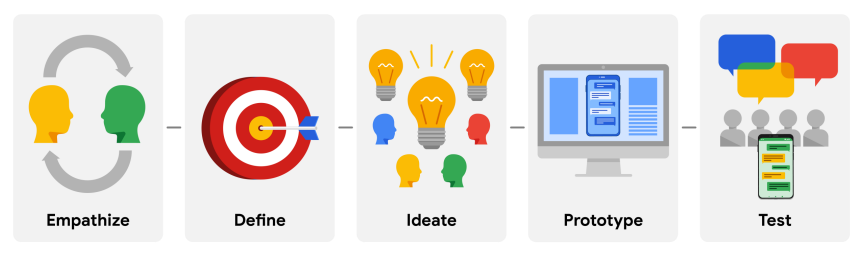 Empathize
Define
Ideate
Prototype
Test